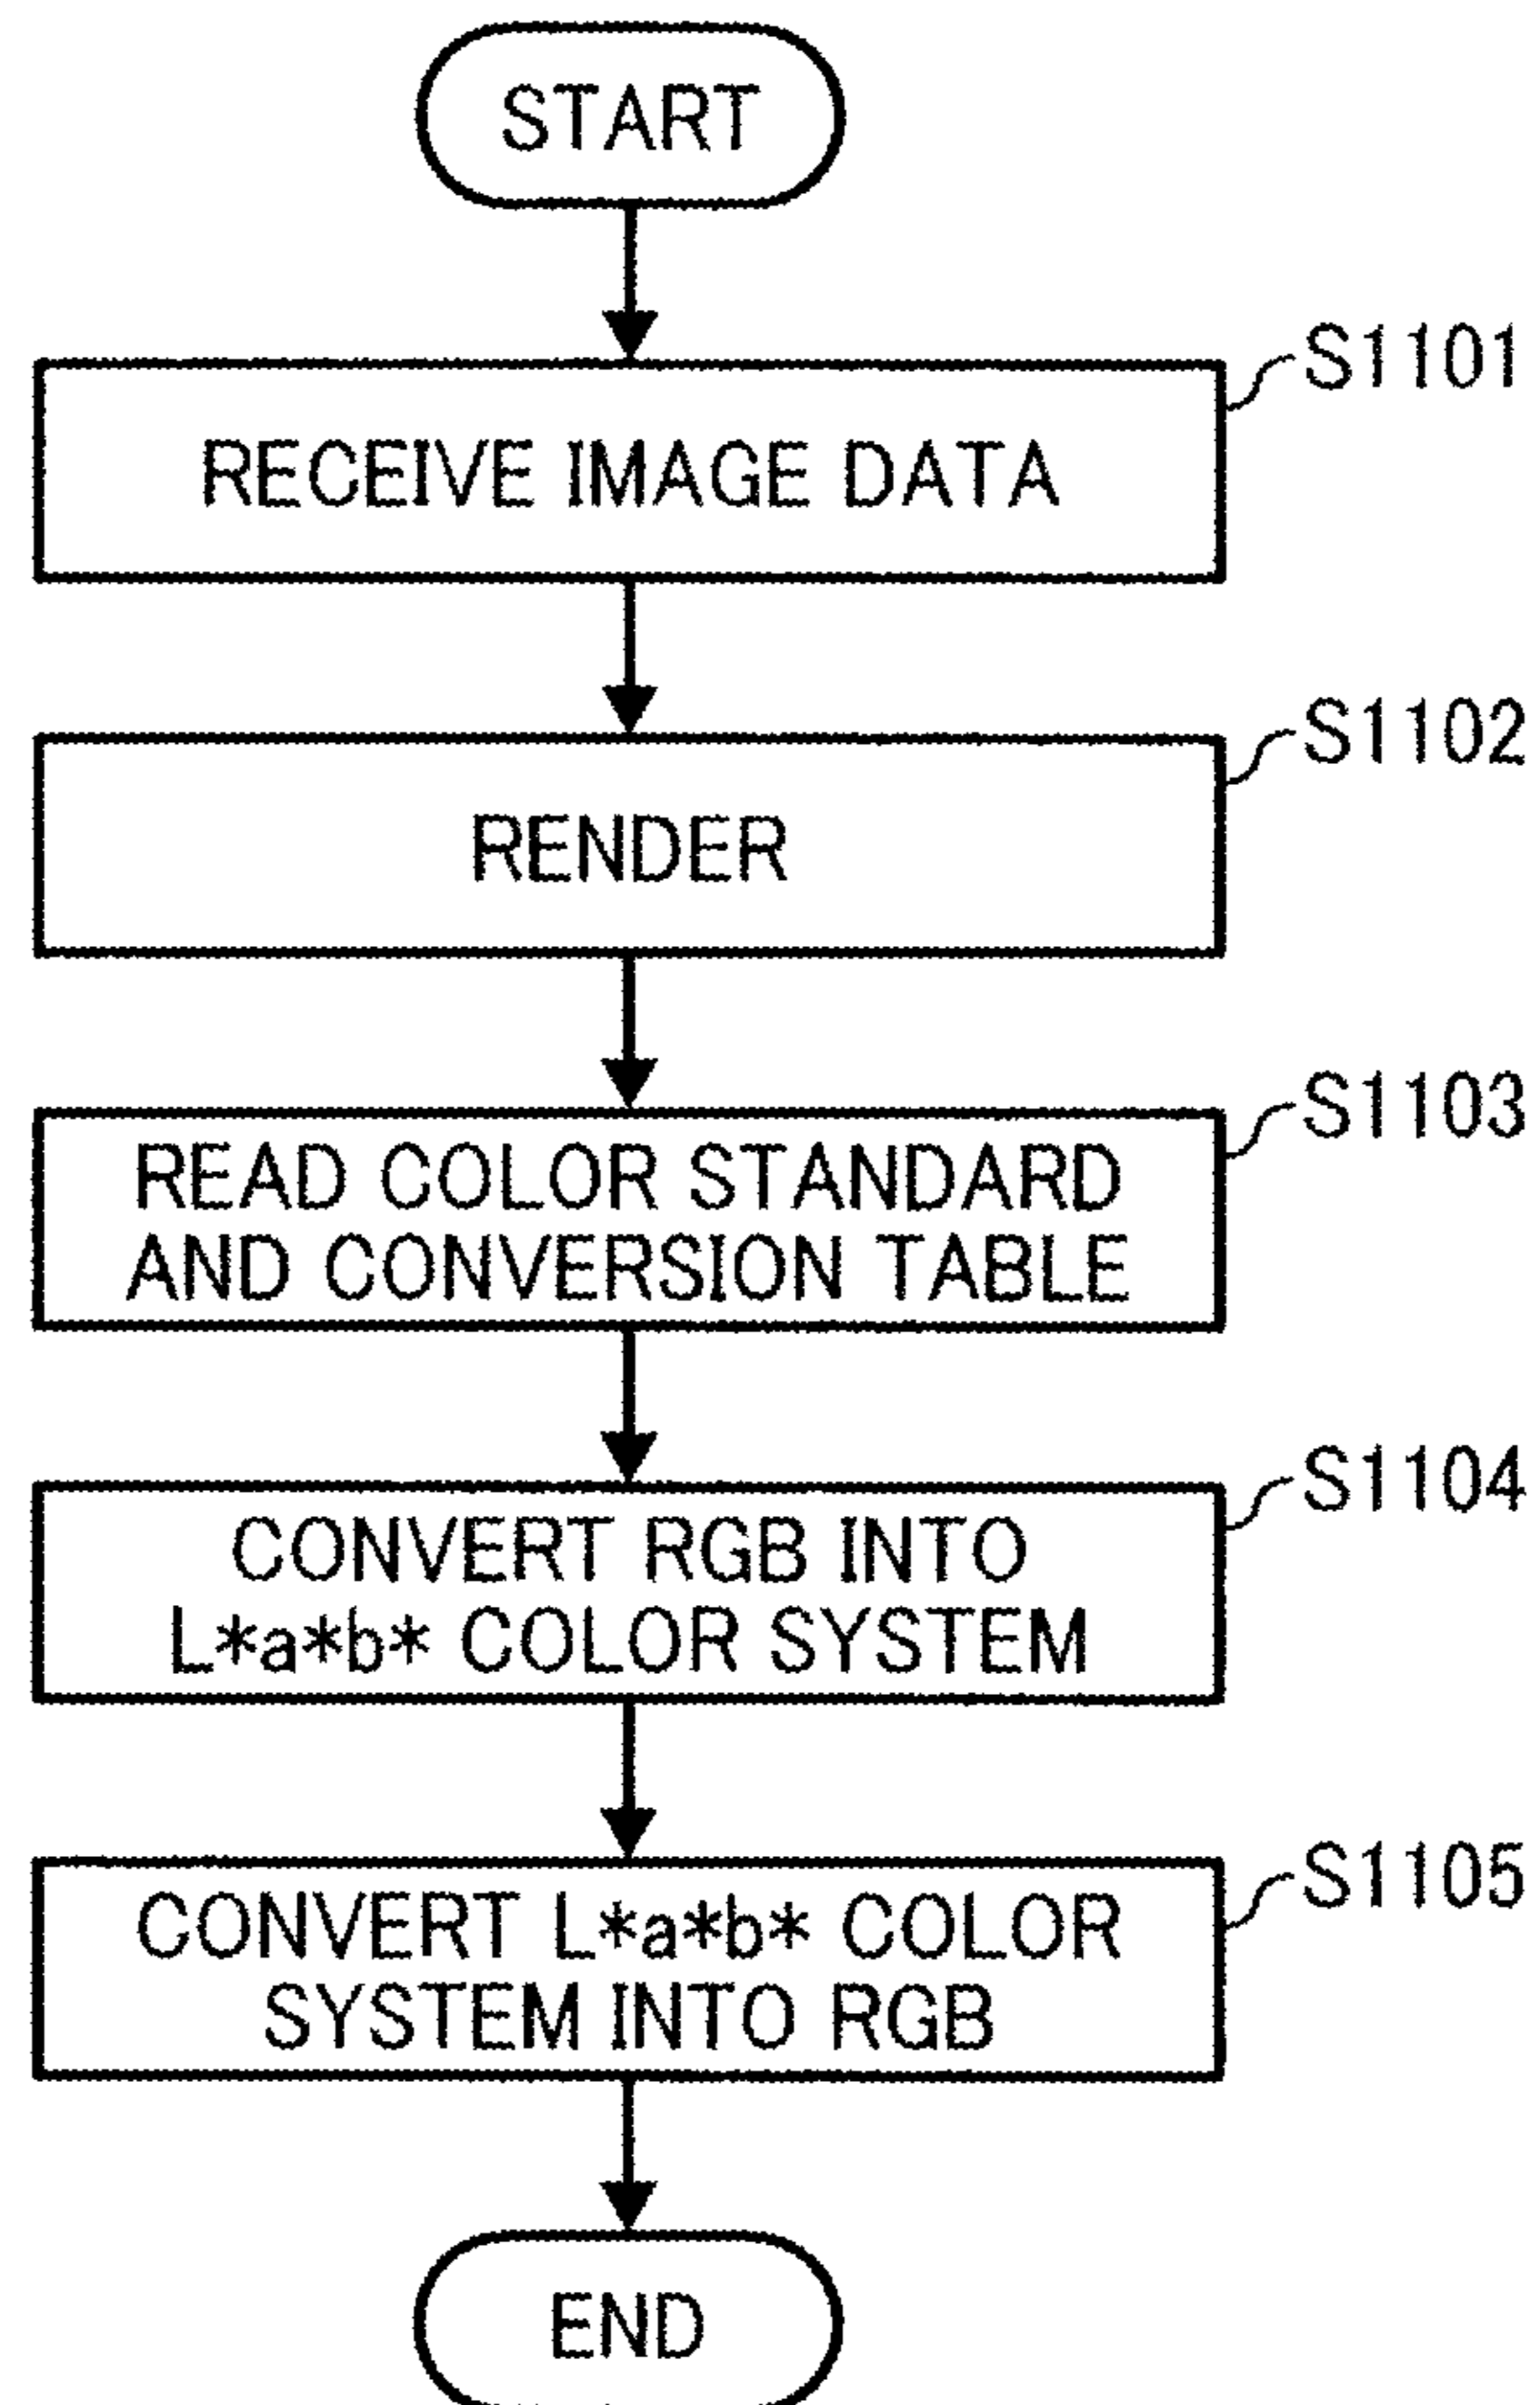 START
S1101
RECEIVE IMAGE DATA
S1102
RENDER
S1103
READ COLOR STANDARD
AND CONVERSION TABLE
S1104
CONVERT RGB INTO
L*a*b* COLOR SYSTEM
S1105
CONVERT L*a*b* COLOR
SYSTEM INTO RGB
END